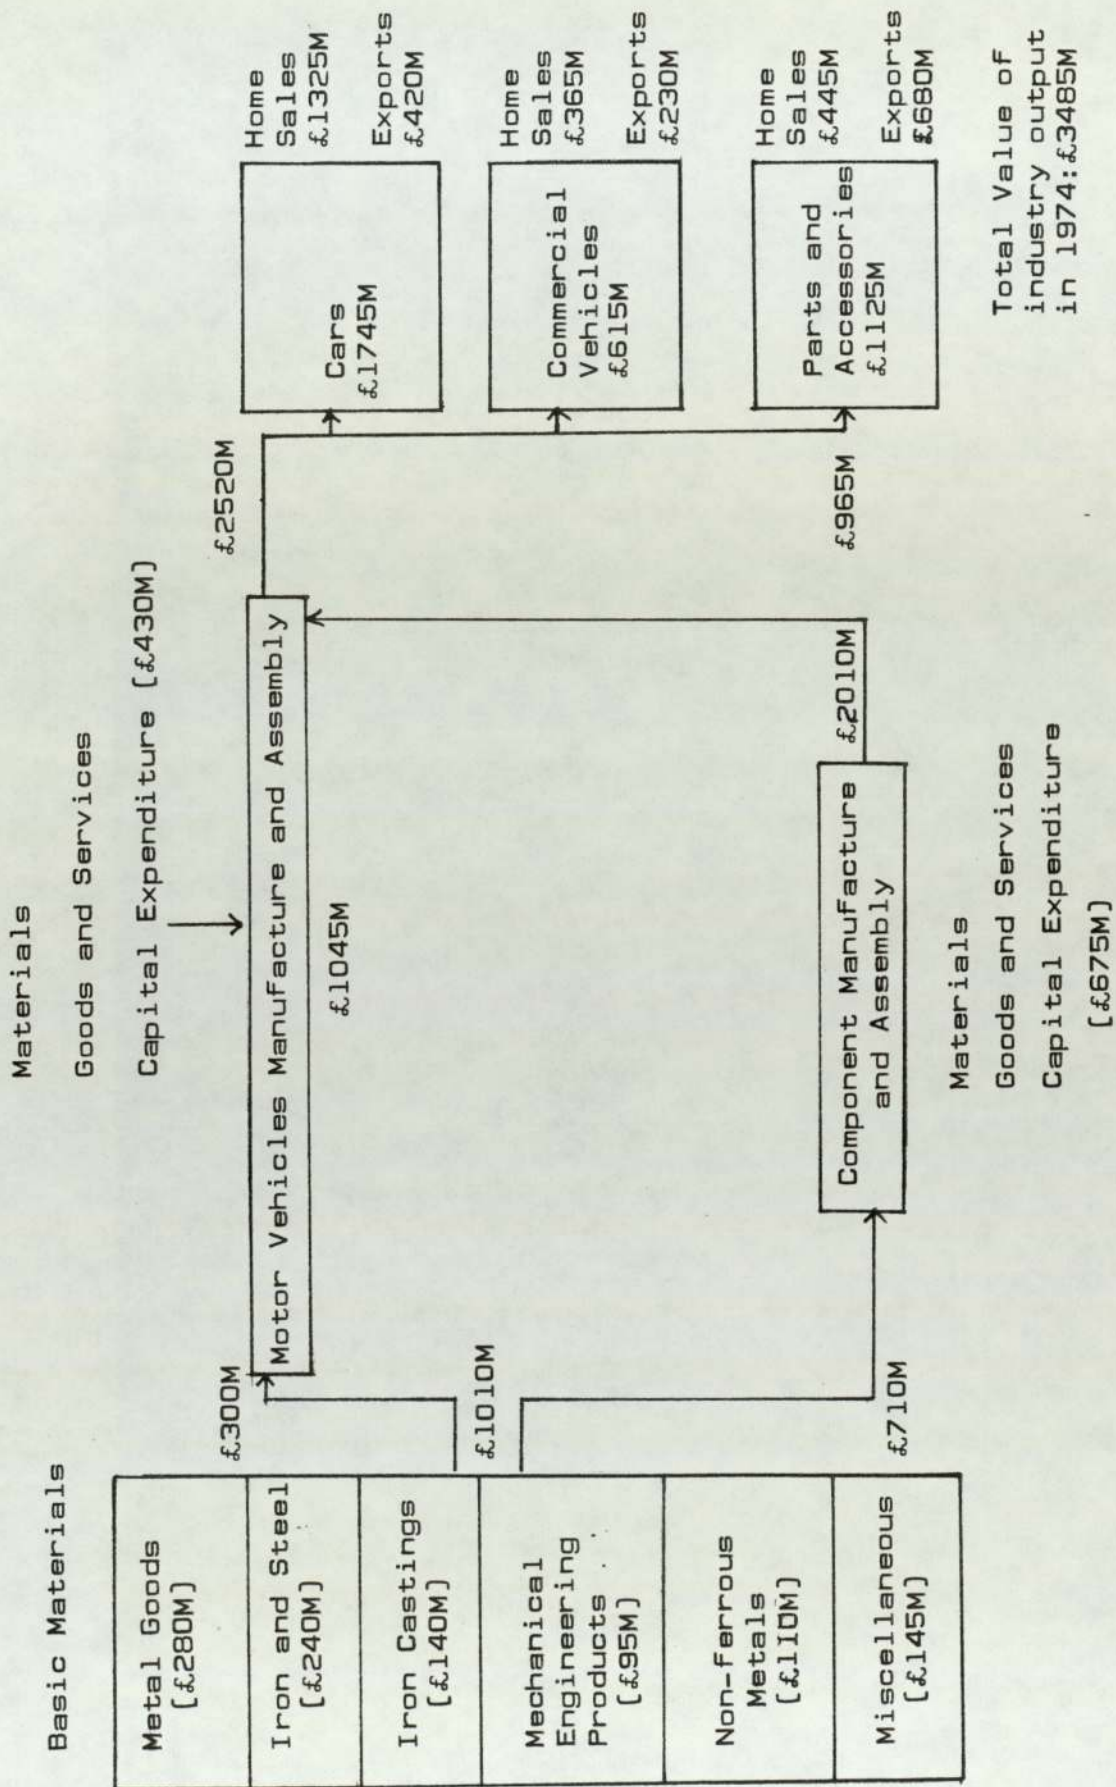 Materials
Goods and Services
Capital Expenditure (£430M)
Basic Materials
Metal Goods
(£280M)
Iron and Steel
(£240M)
Iron Castings
(£140M)
Mechanical
Engineering
Products
(£95M)
Non-ferrous
Metals
(£110M)
Miscellaneous
(£145M)
£300M
£1010M
£710M
Motor Vehicles Manufacture and Assembly
£1045M
Component Manufacture
and Assembly
£2010M
Materials
Goods and Services
Capital Expenditure
(£675M)
£2520M
£965M
Cars
£1745M
Home
Sales
£1325M
Exports
£420M
Commercial
Vehicles
£615M
Home
Sales
£365M
Exports
£230M
Parts and
Accessories
£1125M
Home
Sales
£445M
Exports
£680M
Total Value of
industry output
in 1974:£3485M